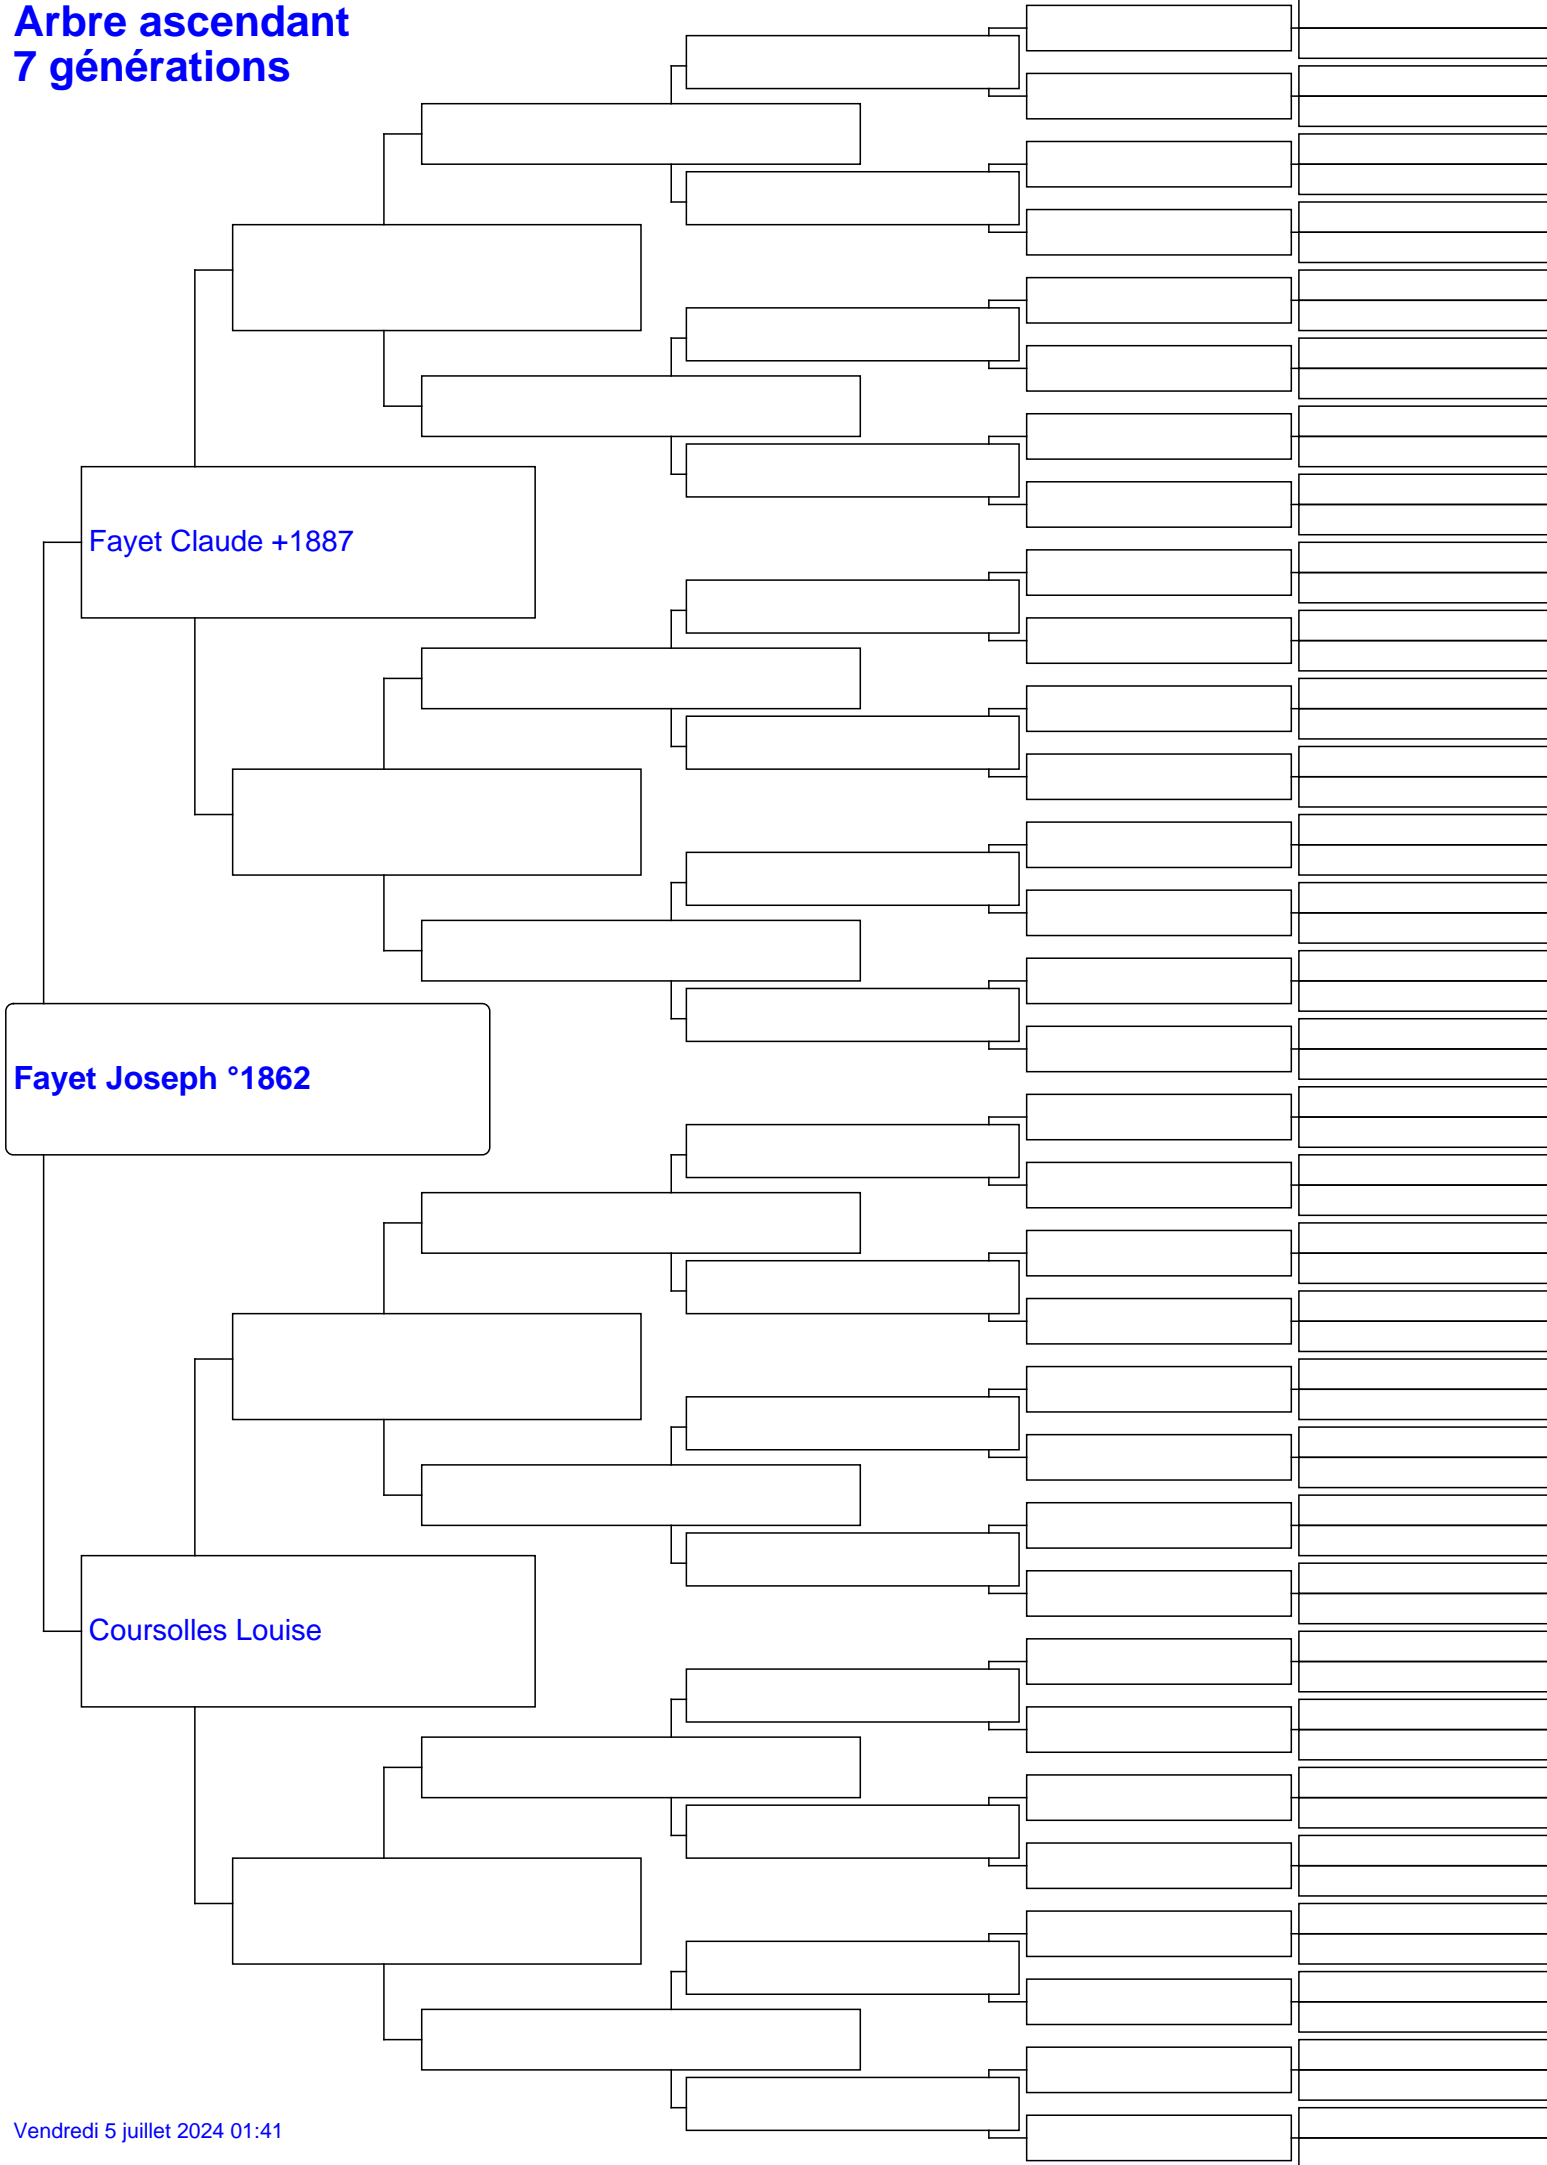 Arbre ascendant
7 générations
Fayet Claude +1887
Fayet Joseph °1862
Coursolles Louise
Vendredi 5 juillet 2024 01:41